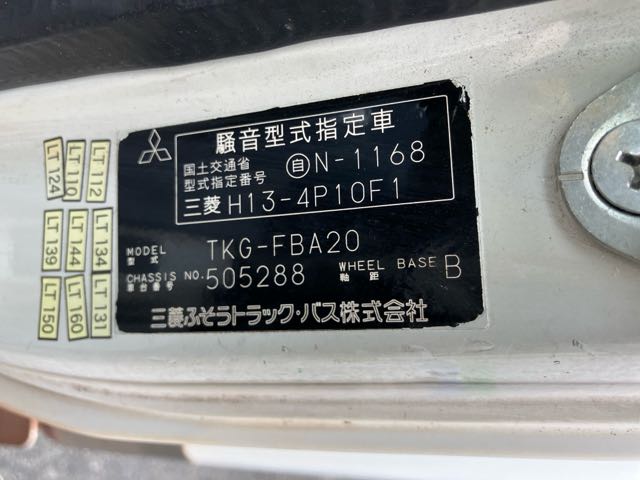 騒音型式指定車
国土交通省
型式指定番号
自N-1168
三菱 H13-4P10F1
MODEL
型式
TKG-FBA20
CHASSIS NO.
車台番号
505288
WHEEL BASE
軸距
B
三菱ふそうトラック・バス株式会社
LT 124
LT 110
LT 112
LT 139
LT 144
LT 134
LT 150
LT 160
LT 131